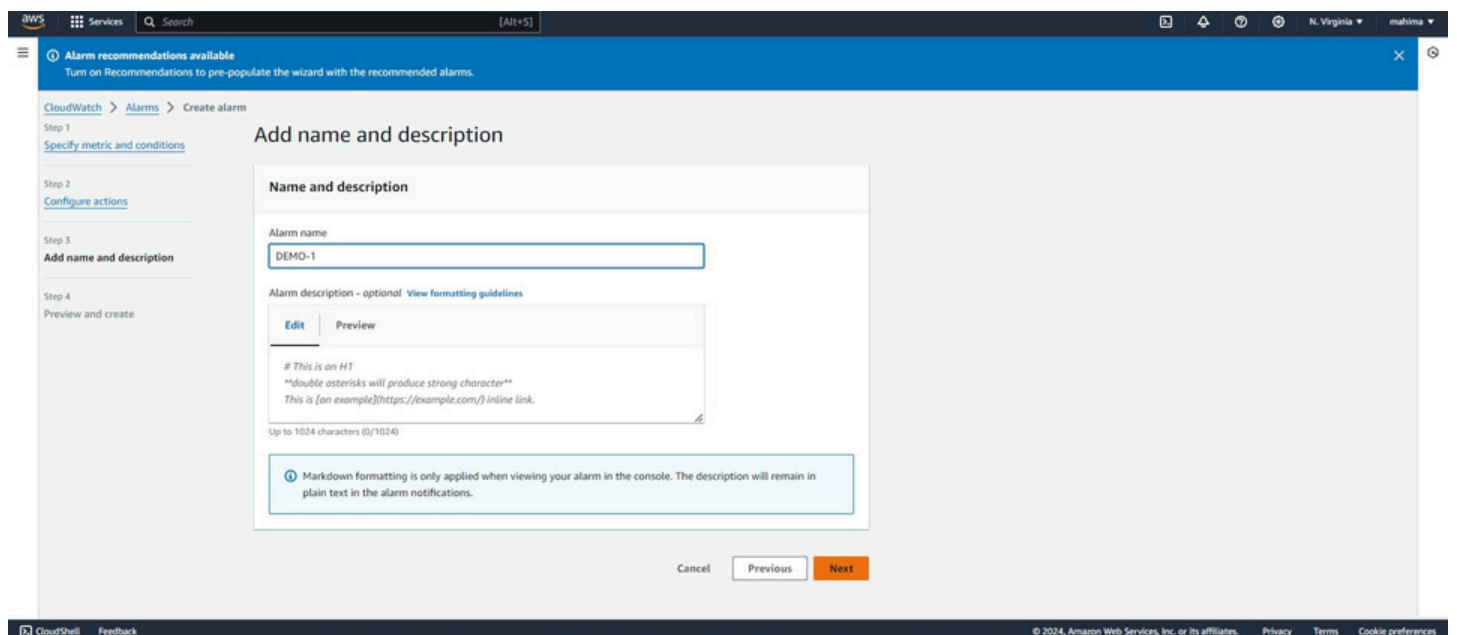 aws Services Search [Alt+S] N. Virginia mahima
Alarm recommendations available
Turn on Recommendations to pre-populate the wizard with the recommended alarms.
CloudWatch > Alarms > Create alarm
Step 1
Specify metric and conditions
Step 2
Configure actions
Step 3
Add name and description
Step 4
Preview and create
Add name and description
Name and description
Alarm name
DEMO-1
Alarm description - optional View formatting guidelines
Edit Preview
# This is an H1
**double asterisks will produce strong character**
This is [an example](https://example.com/) inline link.
Up to 1024 characters (0/1024)
Markdown formatting is only applied when viewing your alarm in the console. The description will remain in
plain text in the alarm notifications.
Cancel Previous Next
CloudShell Feedback © 2024, Amazon Web Services, Inc. or its affiliates. Privacy Terms Cookie preferences